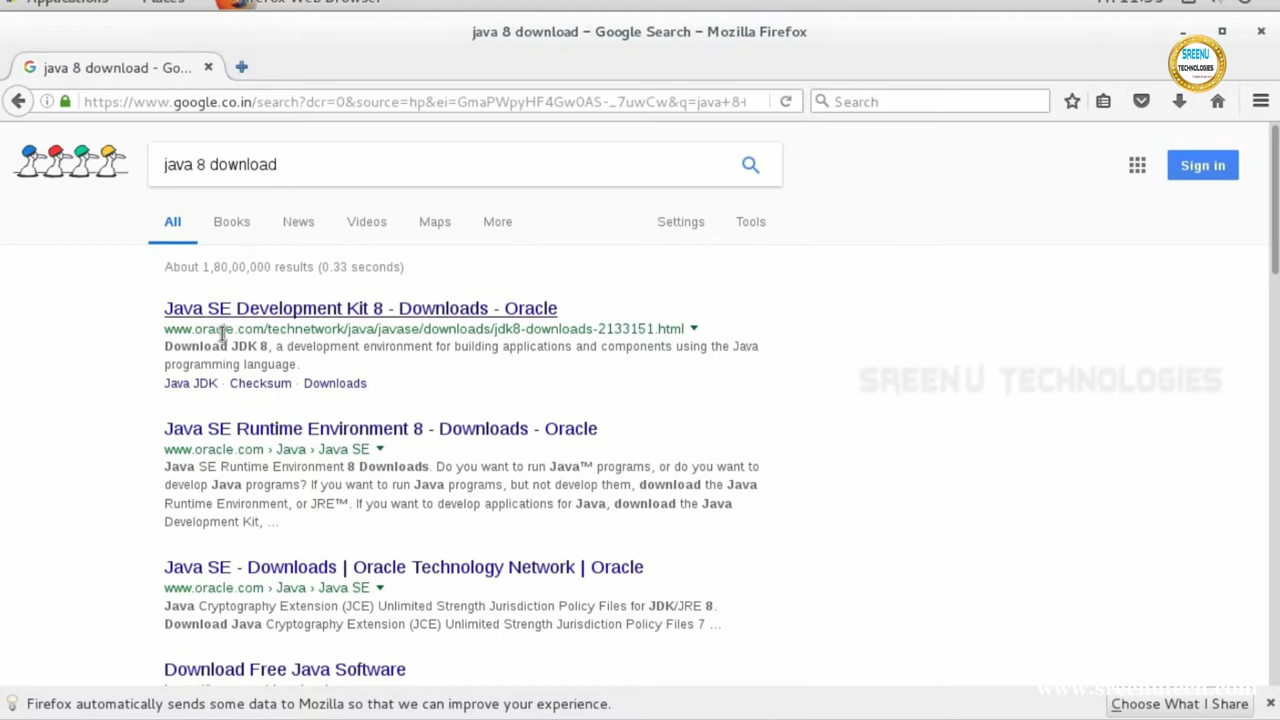 Applications Places Firefox Web Browser
java 8 download – Google Search – Mozilla Firefox
SREENU
TECHNOLOGIES
java 8 download - Go...
https://www.google.co.in/search?dcr=0&source=hp&ei=GmaPWpyHF4Gw0AS-_7uwCw&q=java+8+
Search
java 8 download
Sign in
All Books News Videos Maps More Settings Tools
About 1,80,00,000 results (0.33 seconds)
Java SE Development Kit 8 - Downloads - Oracle
www.oracle.com/technetwork/java/javase/downloads/jdk8-downloads-2133151.html
Download JDK 8, a development environment for building applications and components using the Java
programming language.
Java JDK · Checksum · Downloads
SREENU TECHNOLOGIES
Java SE Runtime Environment 8 - Downloads - Oracle
www.oracle.com › Java › Java SE
Java SE Runtime Environment 8 Downloads. Do you want to run Java™ programs, or do you want to
develop Java programs? If you want to run Java programs, but not develop them, download the Java
Runtime Environment, or JRE™. If you want to develop applications for Java, download the Java
Development Kit, ...
Java SE - Downloads | Oracle Technology Network | Oracle
www.oracle.com › Java › Java SE
Java Cryptography Extension (JCE) Unlimited Strength Jurisdiction Policy Files for JDK/JRE 8.
Download Java Cryptography Extension (JCE) Unlimited Strength Jurisdiction Policy Files 7 ...
Download Free Java Software
Firefox automatically sends some data to Mozilla so that we can improve your experience.
Choose What I Share